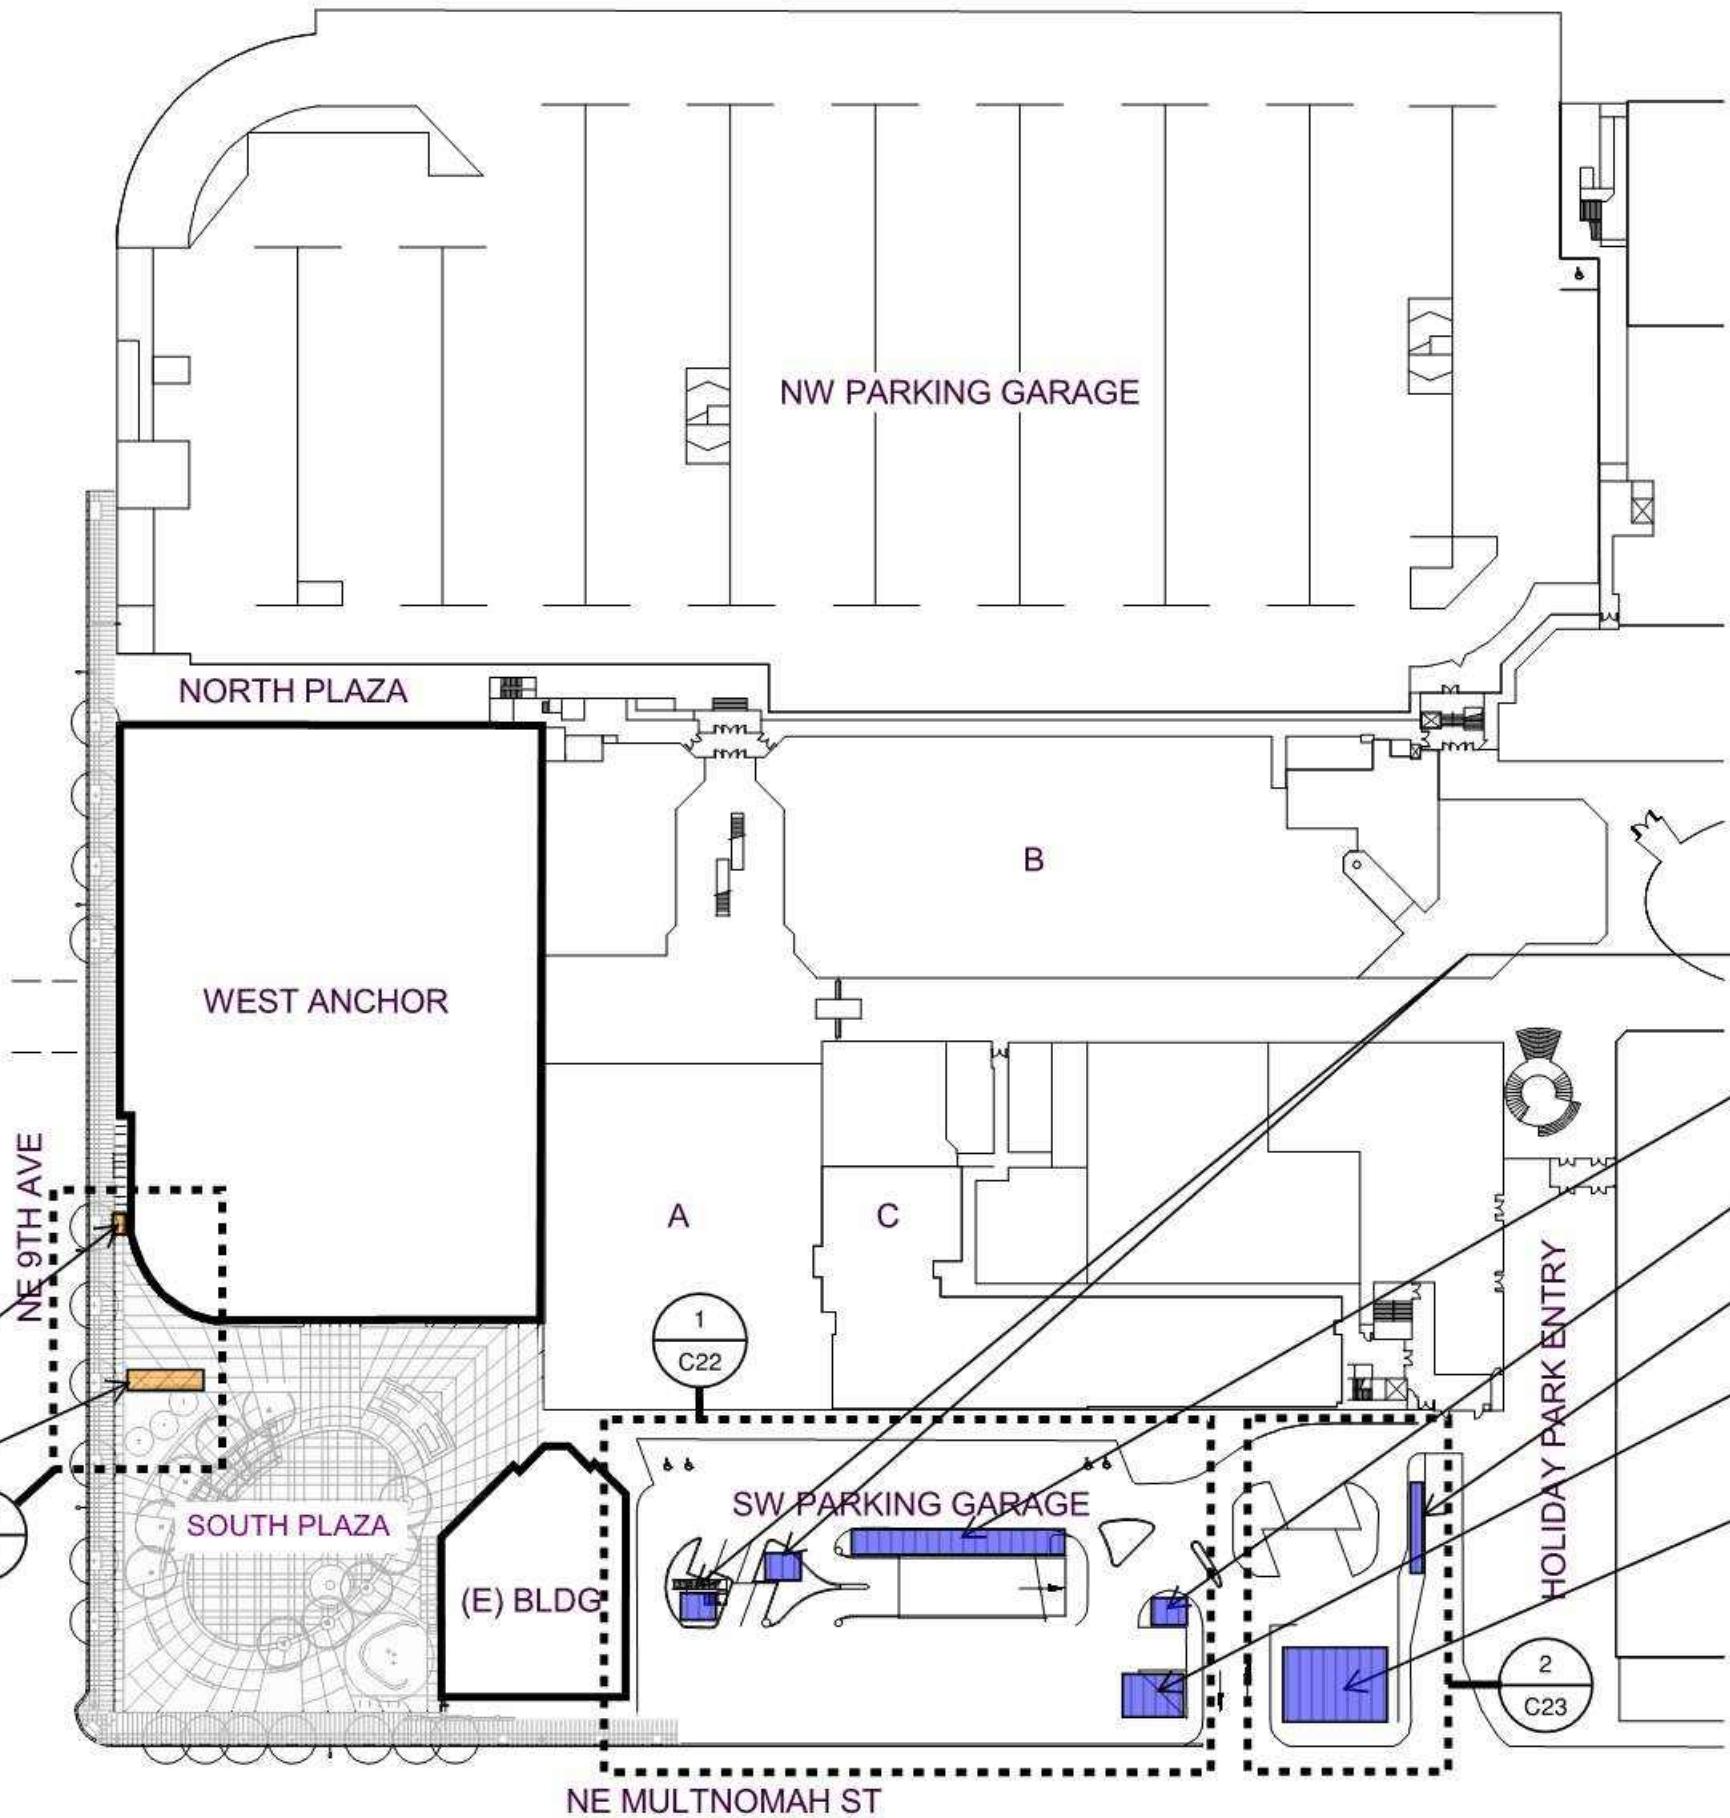 NW PARKING GARAGE
NORTH PLAZA
B
WEST ANCHOR
NE 9TH AVE
A
C
1
C22
HOLIDAY PARK ENTRY
SW PARKING GARAGE
SOUTH PLAZA
(E) BLDG
2
C23
NE MULTNOMAH ST